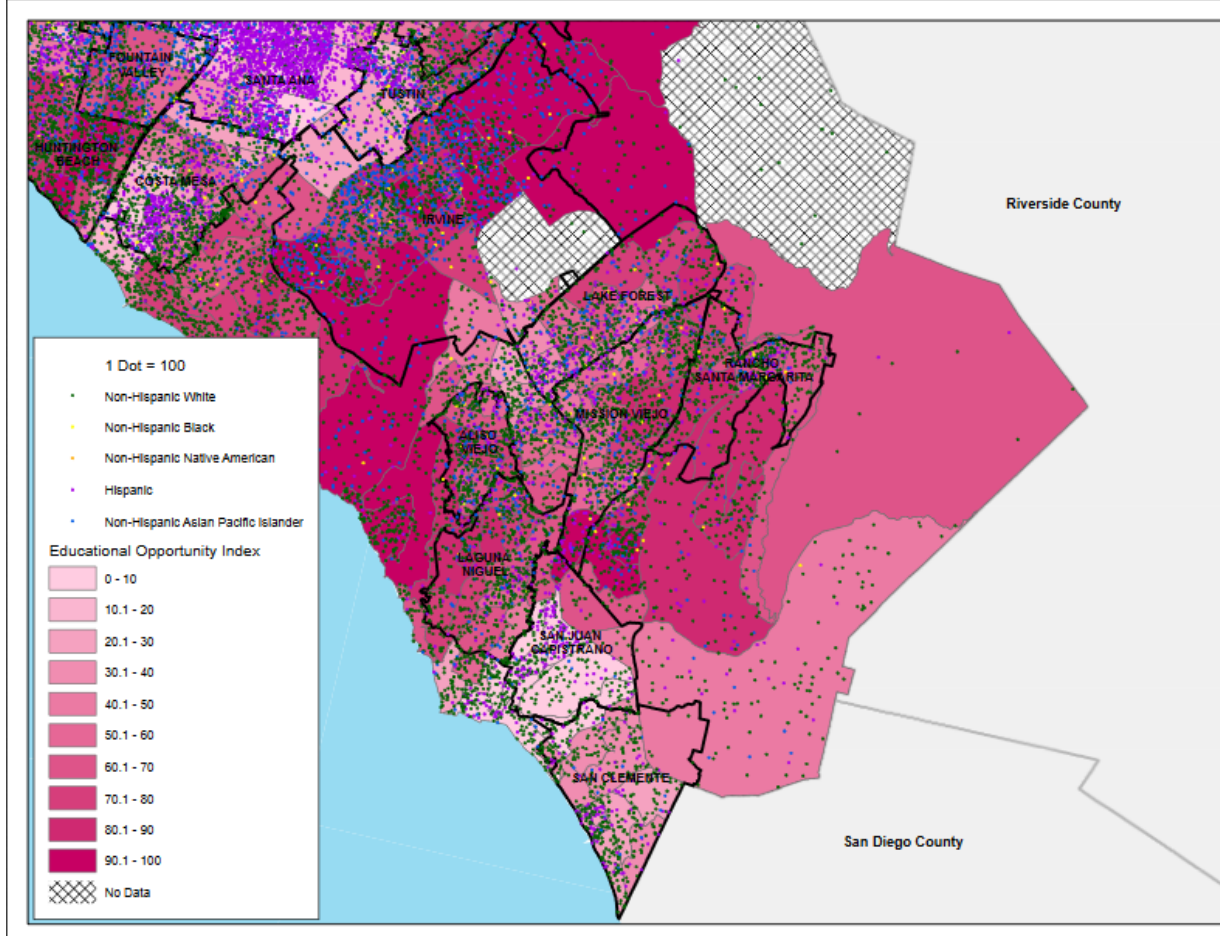 FOUNTAIN
VALLEY
SANTA ANA
TUSTIN
HUNTINGTON
BEACH
COSTA MESA
IRVINE
Riverside County
LAKE FOREST
RANCHO
SANTA MARGARITA
MISSION VIEJO
ALISO
VIEJO
LAGUNA
NIGUEL
SAN JUAN
CAPISTRANO
SAN CLEMENTE
San Diego County
1 Dot = 100
Non-Hispanic White
Non-Hispanic Black
Non-Hispanic Native American
Hispanic
Non-Hispanic Asian Pacific Islander
Educational Opportunity Index
0 - 10
10.1 - 20
20.1 - 30
30.1 - 40
40.1 - 50
50.1 - 60
60.1 - 70
70.1 - 80
80.1 - 90
90.1 - 100
No Data